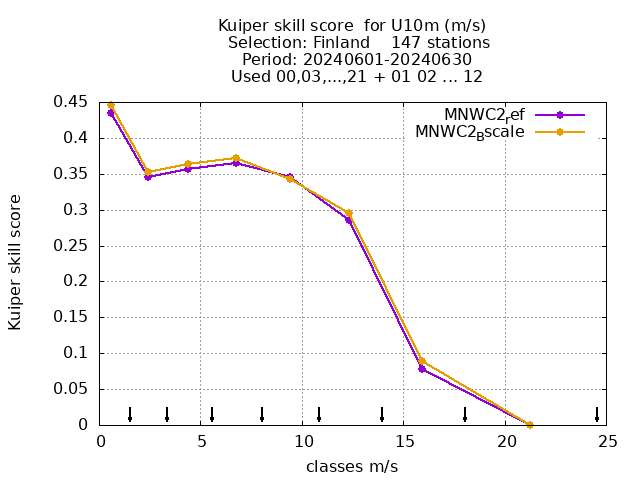 Kuiper skill score  for U10m (m/s)
Selection: Finland    147 stations
Period: 20240601-20240630
Used 00,03,...,21 + 01 02 ... 12
MNWC2ref
MNWC2Bscale
0.45
0.4
0.35
0.3
0.25
0.2
0.15
0.1
0.05
0
Kuiper skill score
0 5 10 15 20 25
classes m/s